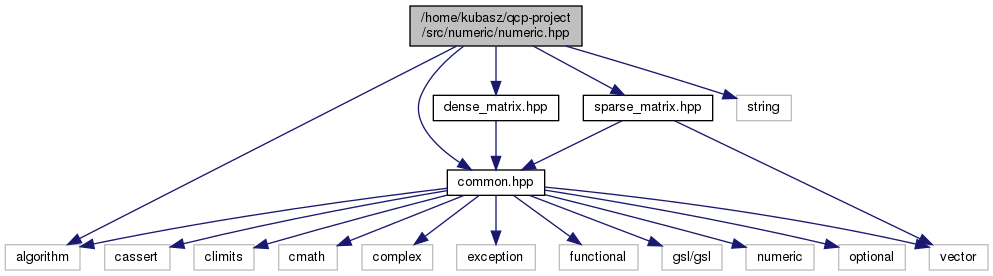 /home/kubasz/qcp-project
/src/numeric/numeric.hpp
dense_matrix.hpp
sparse_matrix.hpp
string
common.hpp
algorithm
cassert
climits
cmath
complex
exception
functional
gsl/gsl
numeric
optional
vector